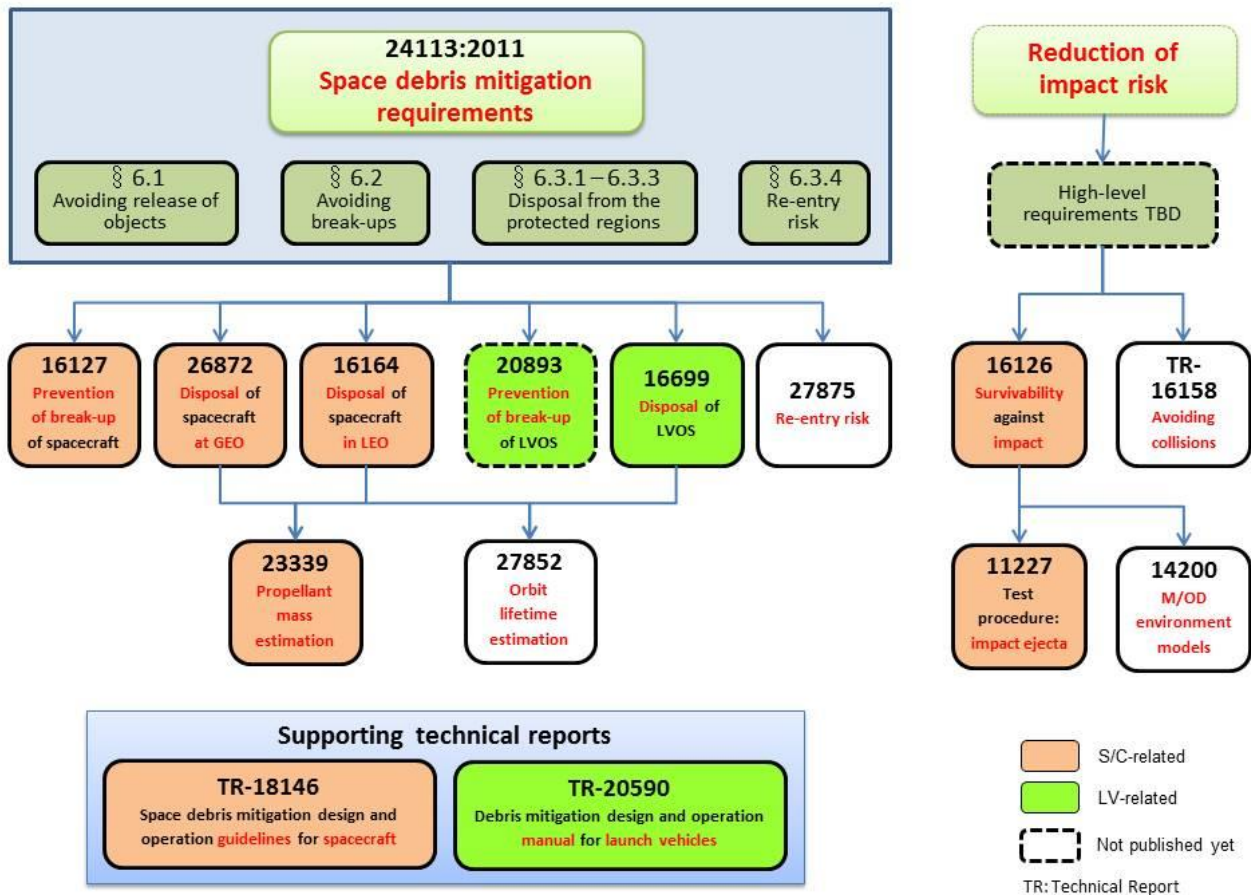 24113:2011
Space debris mitigation
requirements
§ 6.1
Avoiding release of
objects
§ 6.2
Avoiding
break-ups
§ 6.3.1 – 6.3.3
Disposal from the
protected regions
§ 6.3.4
Re-entry
risk
Reduction of
impact risk
High-level
requirements TBD
16127
Prevention
of break-up
of spacecraft
26872
Disposal of
spacecraft
at GEO
16164
Disposal of
spacecraft
in LEO
20893
Prevention
of break-up
of LVOS
16699
Disposal of
LVOS
27875
Re-entry risk
16126
Survivability
against
impact
TR-
16158
Avoiding
collisions
23339
Propellant
mass
estimation
27852
Orbit
lifetime
estimation
11227
Test
procedure:
impact ejecta
14200
M/OD
environment
models
Supporting technical reports
TR-18146
Space debris mitigation design and
operation guidelines for spacecraft
TR-20590
Debris mitigation design and operation
manual for launch vehicles
S/C-related
LV-related
Not published yet
TR: Technical Report